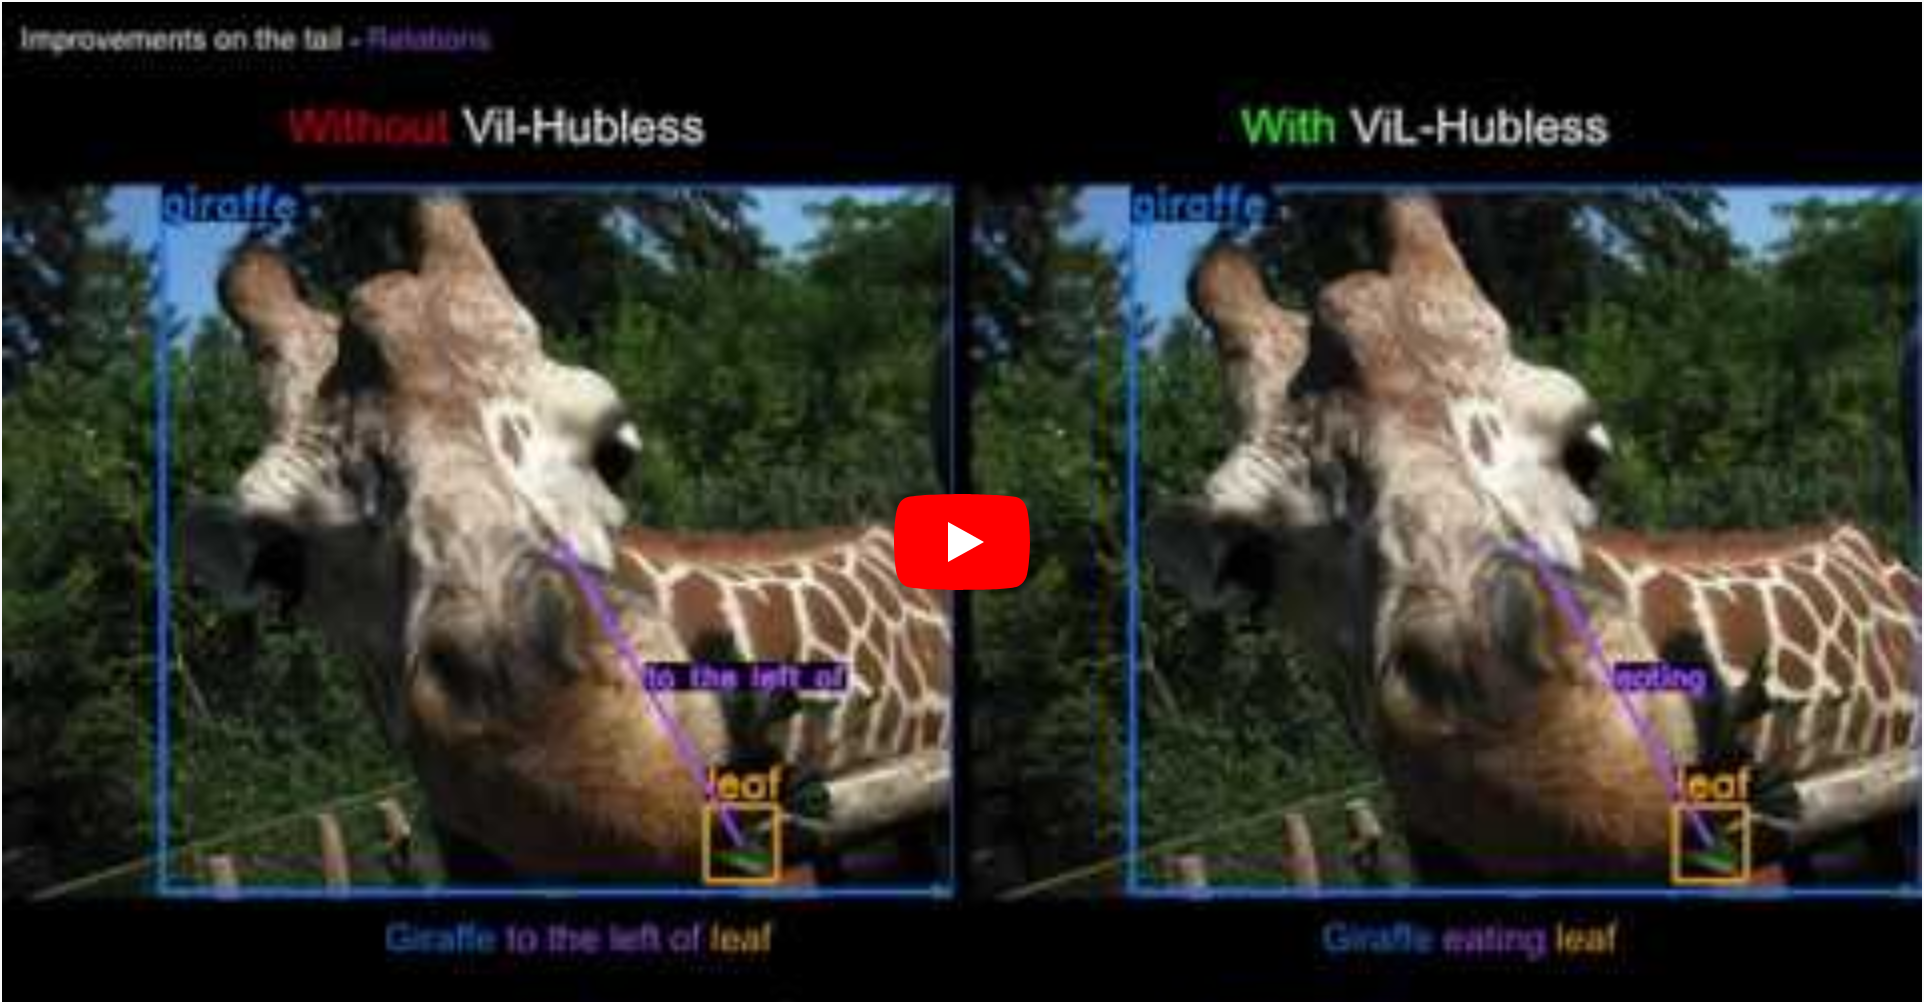 Improvements on the tail - Relations
Without Vil-Hubless
With ViL-Hubless
giraffe
giraffe
to the left of
eating
leaf
leaf
Giraffe to the left of leaf
Giraffe eating leaf